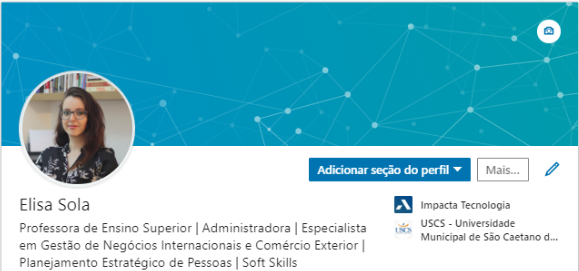 Adicionar seção do perfil
Mais...
Elisa Sola
Professora de Ensino Superior | Administradora | Especialista
em Gestão de Negócios Internacionais e Comércio Exterior |
Planejamento Estratégico de Pessoas | Soft Skills
Impacta Tecnologia
USCS
USCS - Universidade
Municipal de São Caetano d...